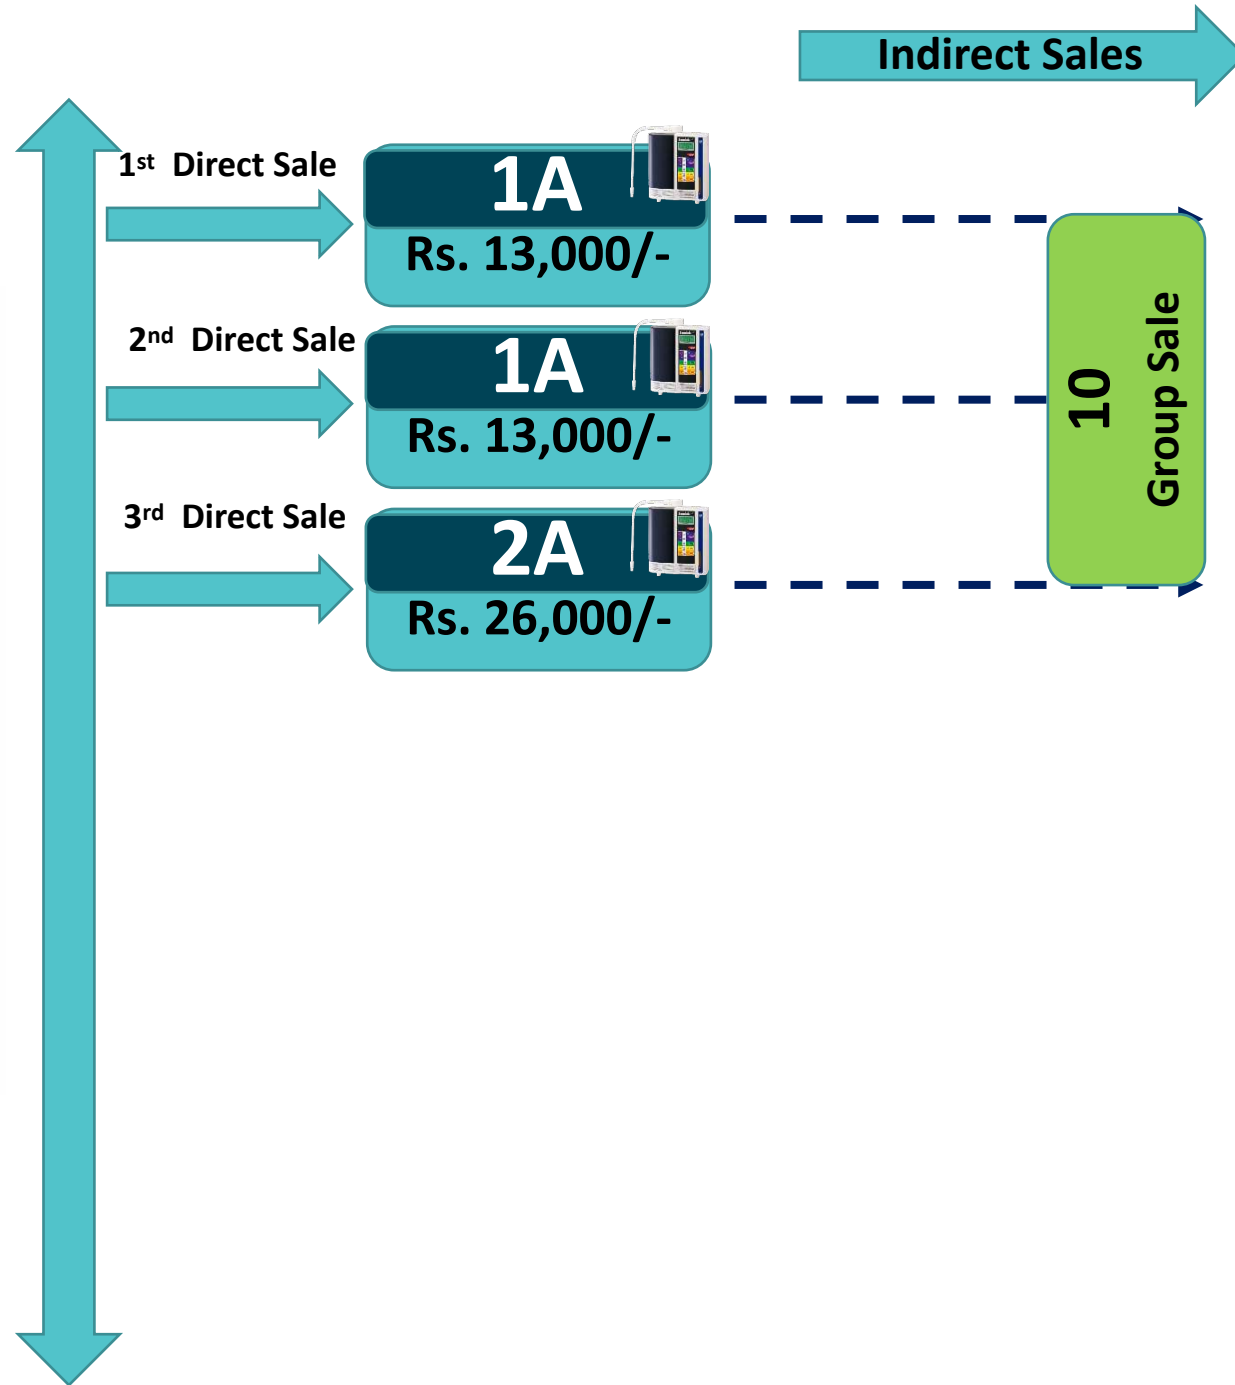 Indirect Sales
1st Direct Sale
1A
Rs. 13,000/-
2nd Direct Sale
1A
Rs. 13,000/-
3rd Direct Sale
2A
Rs. 26,000/-
10
Group Sale